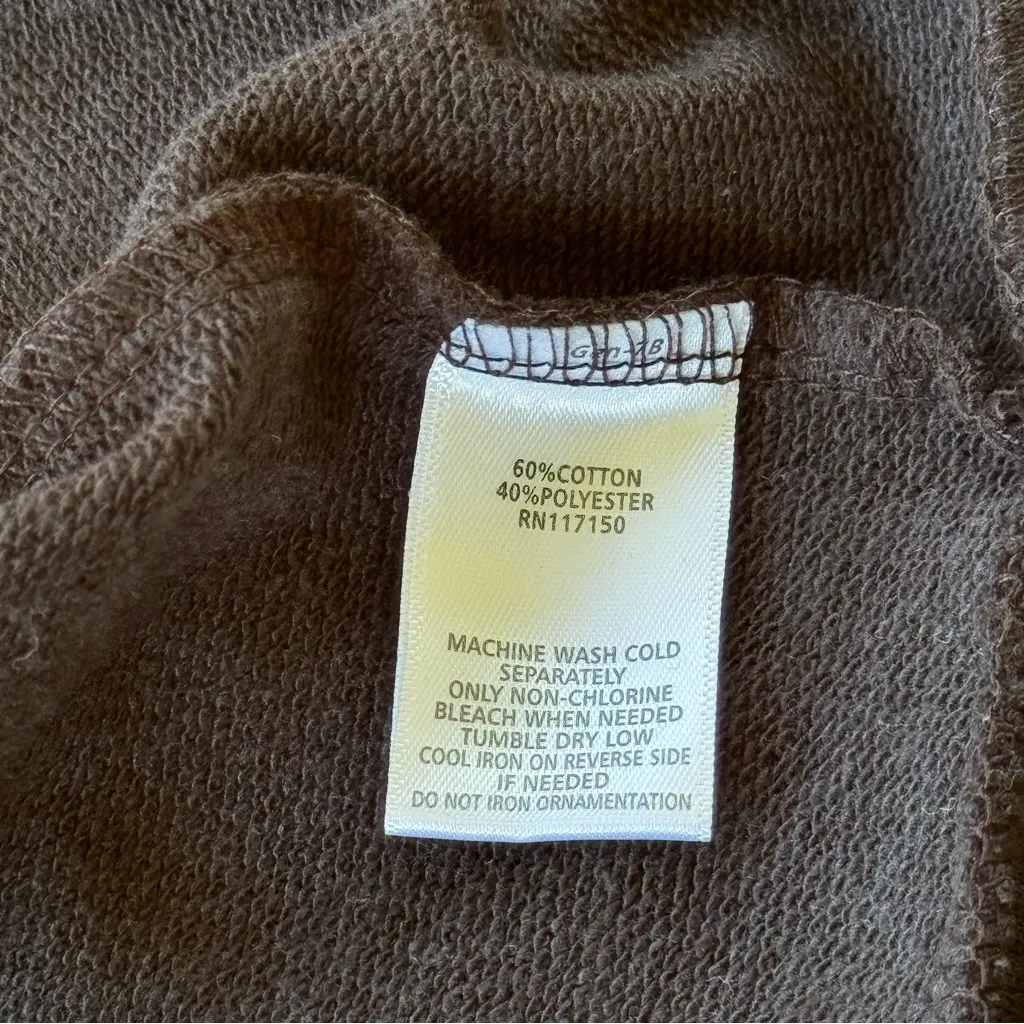 60%COTTON
40%POLYESTER
RN117150
MACHINE WASH COLD
SEPARATELY
ONLY NON-CHLORINE
BLEACH WHEN NEEDED
TUMBLE DRY LOW
COOL IRON ON REVERSE SIDE
IF NEEDED
DO NOT IRON ORNAMENTATION